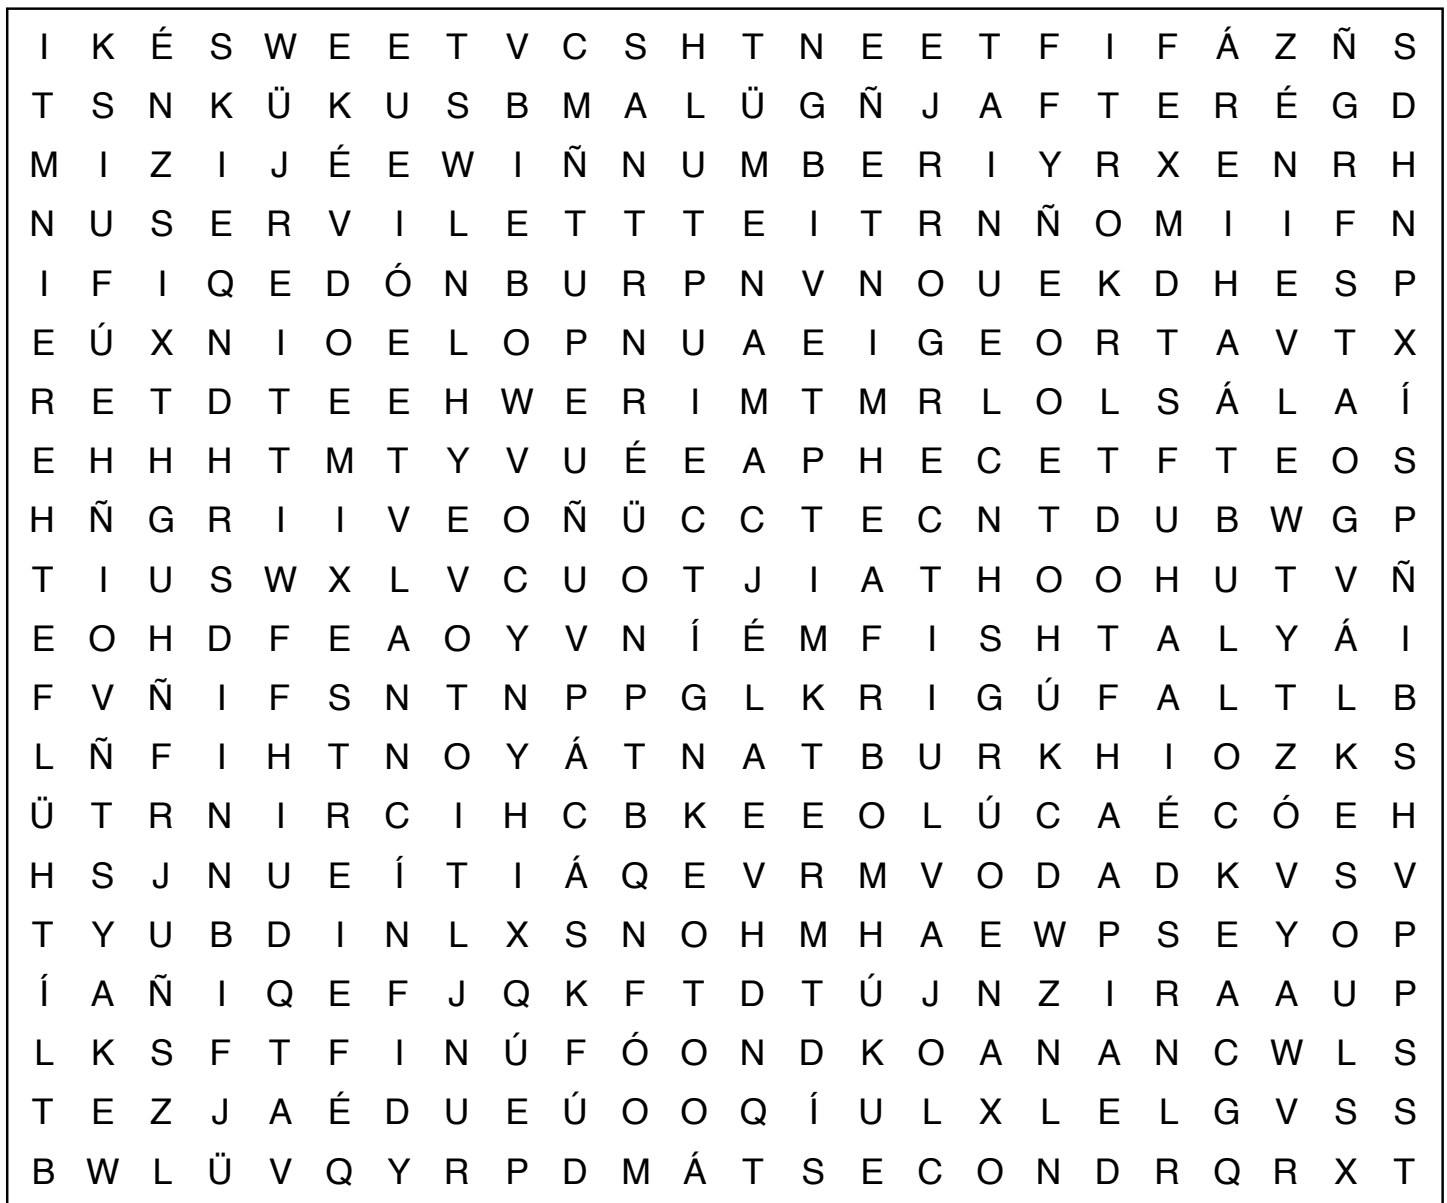 I K É S W E E T V C S H T N E E T F I F Á Z Ñ S
T S N K Ü K U S B M A L Ü G Ñ J A F T E R É G D
M I Z I J É E W I Ñ N U M B E R I Y R X E N R H
N U S E R V I L E T T T E I T R N Ñ O M I I F N
I F I Q E D Ó N B U R P N V N O U E K D H E S P
E Ú X N I O E L O P N U A E I G E O R T A V T X
R E T D T E E H W E R I M T M R L O L S Á L A Í
E H H H T M T Y V U É E A P H E C E T F T E O S
H Ñ G R I I V E O Ñ Ü C C T E C N T D U B W G P
T I U S W X L V C U O T J I A T H O O H U T V Ñ
E O H D F E A O Y V N Í É M F I S H T A L Y Á I
F V Ñ I F S N T N P P G L K R I G Ú F A L T L B
L Ñ F I H T N O Y Á T N A T B U R K H I O Z K S
Ü T R N I R C I H C B K E E O L Ú C A É C Ó E H
H S J N U E Í T I Á Q E V R M V O D A D K V S V
T Y U B D I N L X S N O H M H A E W P S E Y O P
Í A Ñ I Q E F J Q K F T D T Ú J N Z I R A A U P
L K S F T F I N Ú F Ó O N D K O A N A N C W L S
T E Z J A É D U E Ú O O Q Í U L X L E L G V S S
B W L Ü V Q Y R P D M Á T S E C O N D R Q R X T